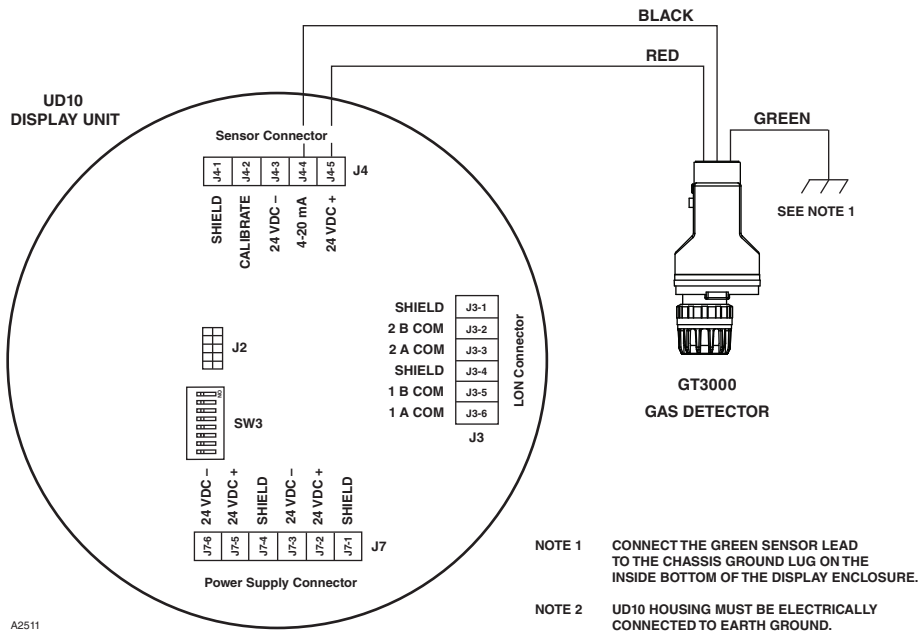 BLACK
RED
GREEN
UD10
DISPLAY UNIT
Sensor Connector
J4-1
J4-2
J4-3
J4-4
J4-5
J4
SHIELD
CALIBRATE
24 VDC –
4-20 mA
24 VDC +
SEE NOTE 1
SHIELD J3-1
2 B COM J3-2
2 A COM J3-3
SHIELD J3-4
1 B COM J3-5
1 A COM J3-6
J3
LON Connector
GT3000
GAS DETECTOR
J2
ON
SW3
24 VDC –
24 VDC +
SHIELD
24 VDC –
24 VDC +
SHIELD
J7-6
J7-5
J7-4
J7-3
J7-2
J7-1
J7
Power Supply Connector
NOTE 1 CONNECT THE GREEN SENSOR LEAD
TO THE CHASSIS GROUND LUG ON THE
INSIDE BOTTOM OF THE DISPLAY ENCLOSURE.
NOTE 2 UD10 HOUSING MUST BE ELECTRICALLY
CONNECTED TO EARTH GROUND.
A2511